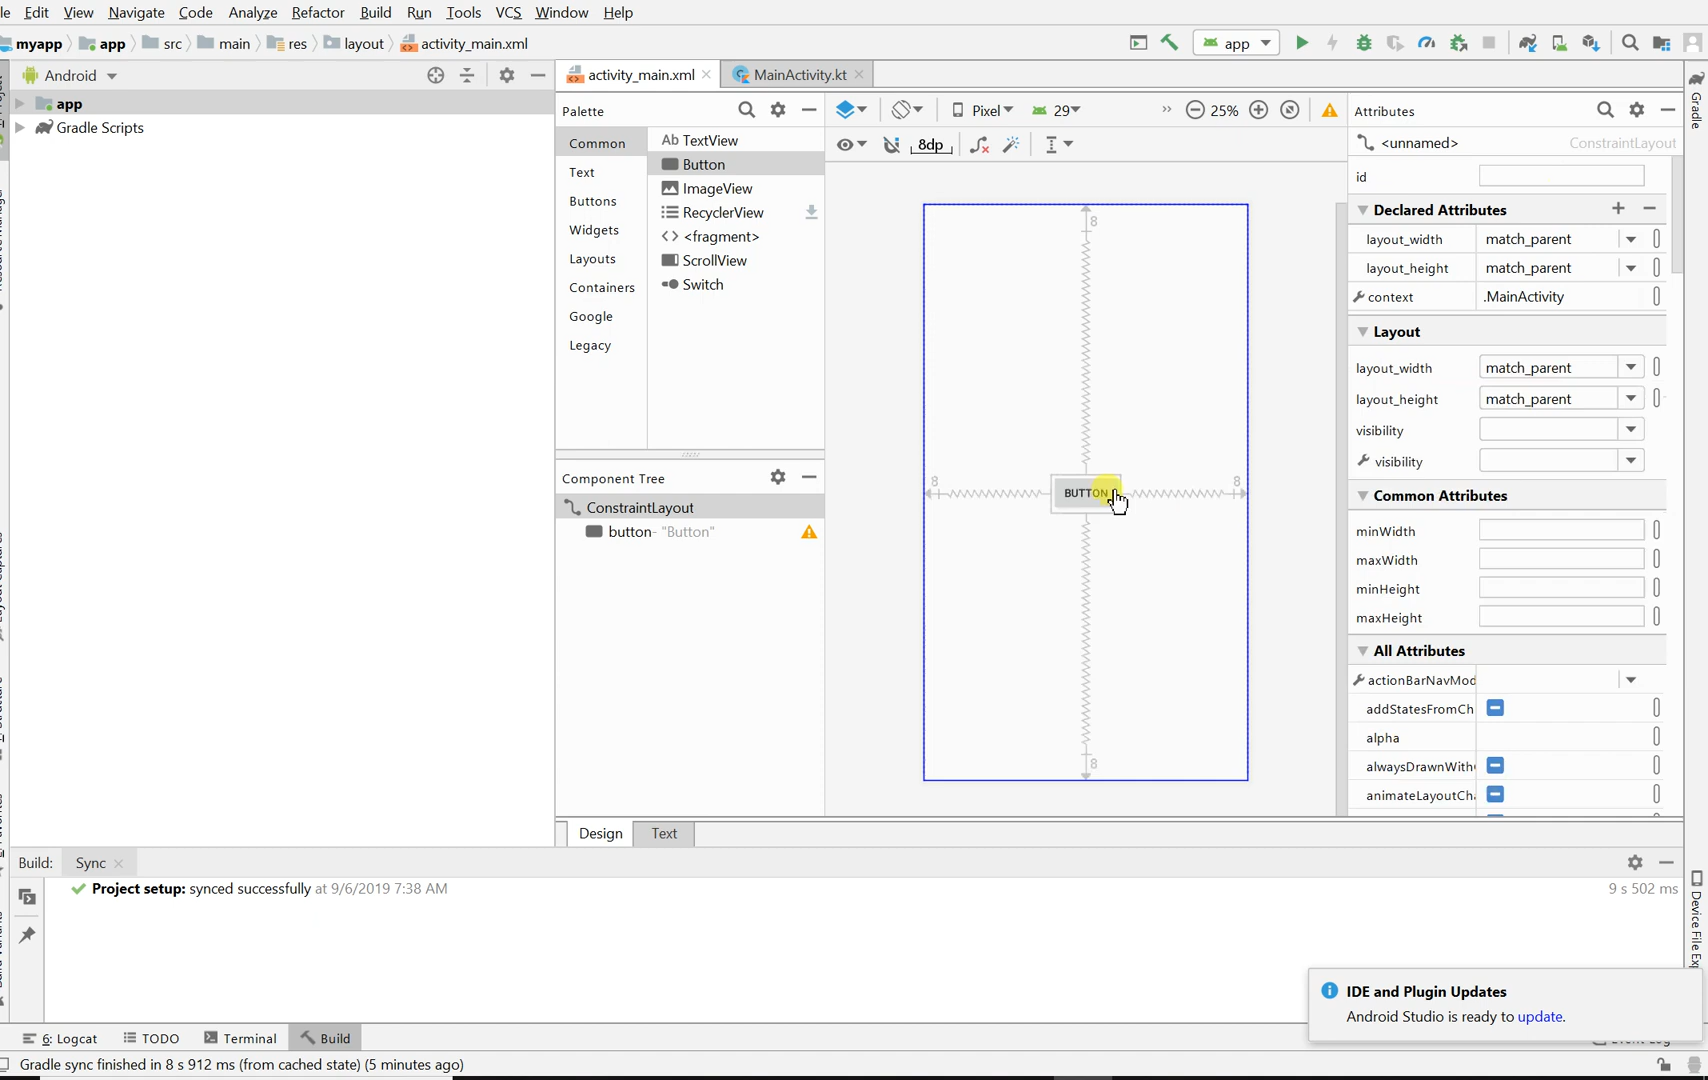 le Edit View Navigate Code Analyze Refactor Build Run Tools VCS Window Help
myapp app src main res layout activity_main.xml app
Android
activity_main.xml MainActivity.kt
app
Gradle Scripts
Palette
Common
Text
Buttons
Widgets
Layouts
Containers
Google
Legacy
Ab TextView
Button
ImageView
RecyclerView
<fragment>
ScrollView
Switch
Component Tree
ConstraintLayout
button- "Button"
Pixel 29 25%
8dp
8
8
8
BUTTON
8
Attributes
<unnamed> ConstraintLayout
id
Declared Attributes
layout_width match_parent
layout_height match_parent
context .MainActivity
Layout
layout_width match_parent
layout_height match_parent
visibility
visibility
Common Attributes
minWidth
maxWidth
minHeight
maxHeight
All Attributes
actionBarNavMod
addStatesFromCh
alpha
alwaysDrawnWith
animateLayoutCha
Gradle
Device File Exp
Design Text
Build: Sync
Project setup: synced successfully at 9/6/2019 7:38 AM 9 s 502 ms
IDE and Plugin Updates
Android Studio is ready to update.
6: Logcat TODO Terminal Build
Gradle sync finished in 8 s 912 ms (from cached state) (5 minutes ago)